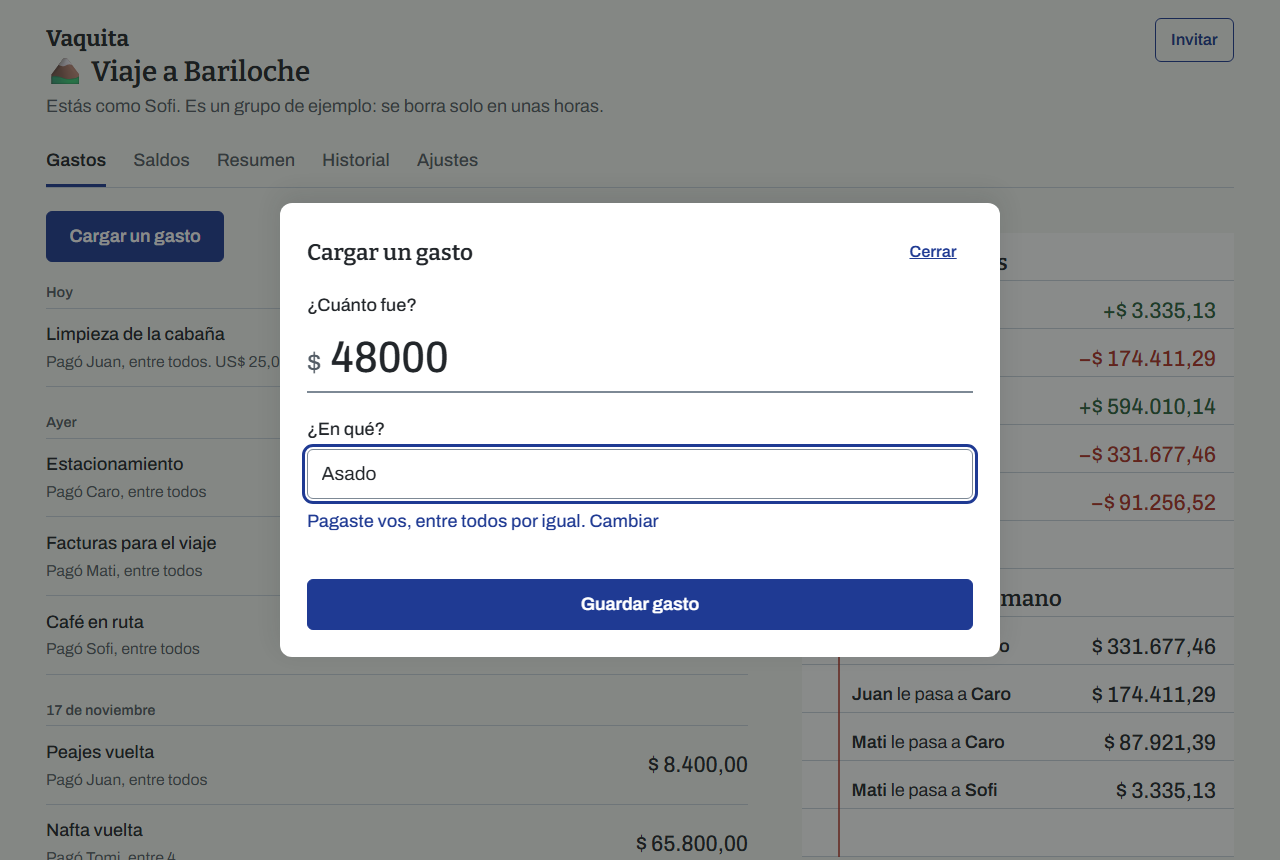 Vaquita
Viaje a Bariloche
Invitar
Estás como Sofi. Es un grupo de ejemplo: se borra solo en unas horas.
Gastos Saldos Resumen Historial Ajustes
Cargar un gasto
Hoy
Limpieza de la cabaña
Pagó Juan, entre todos. US$ 25,0
Ayer
Estacionamiento
Pagó Caro, entre todos
Facturas para el viaje
Pagó Mati, entre todos
Café en ruta
Pagó Sofi, entre todos
17 de noviembre
Peajes vuelta
$ 8.400,00
Pagó Juan, entre todos
Nafta vuelta
$ 65.800,00
Pagó Tomi, entre 4
Cargar un gasto
Cerrar
¿Cuánto fue?
$ 48000
¿En qué?
Asado
Pagaste vos, entre todos por igual. Cambiar
Guardar gasto
s
+$ 3.335,13
−$ 174.411,29
+$ 594.010,14
−$ 331.677,46
−$ 91.256,52
mano
o $ 331.677,46
Juan le pasa a Caro $ 174.411,29
Mati le pasa a Caro $ 87.921,39
Mati le pasa a Sofi $ 3.335,13